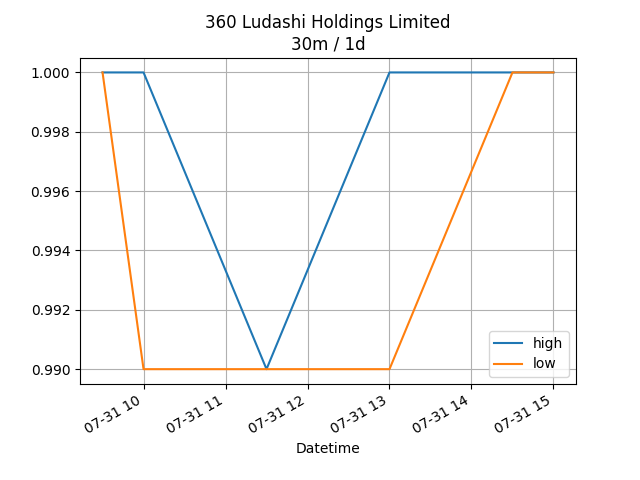 360 Ludashi Holdings Limited
30m / 1d
1.000
0.998
0.996
0.994
0.992
0.990
high
low
07-31 10
07-31 11
07-31 12
07-31 13
07-31 14
07-31 15
Datetime